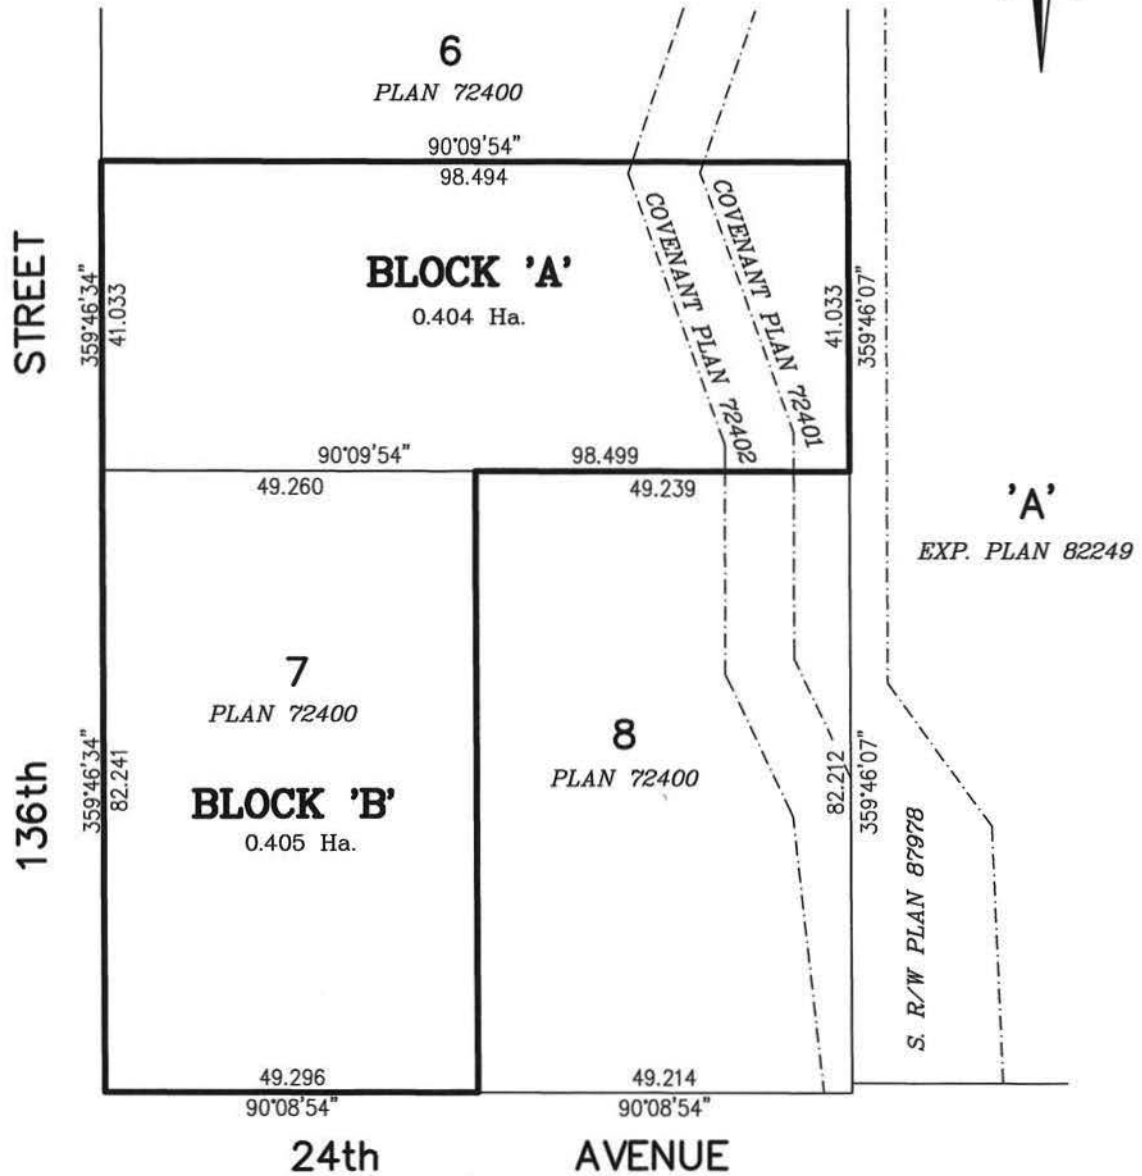 6
PLAN 72400
90°09'54"
98.494
BLOCK 'A'
0.404 Ha.
STREET
359°46'34"
41.033
COVENANT PLAN 72402
COVENANT PLAN 72401
41.033
359°46'07"
90°09'54"
98.499
49.260
49.239
'A'
EXP. PLAN 82249
7
PLAN 72400
8
PLAN 72400
136th
359°46'34"
82.241
BLOCK 'B'
0.405 Ha.
82.212
359°46'07"
S. R/W PLAN 87978
49.296
90°08'54"
49.214
90°08'54"
24th AVENUE